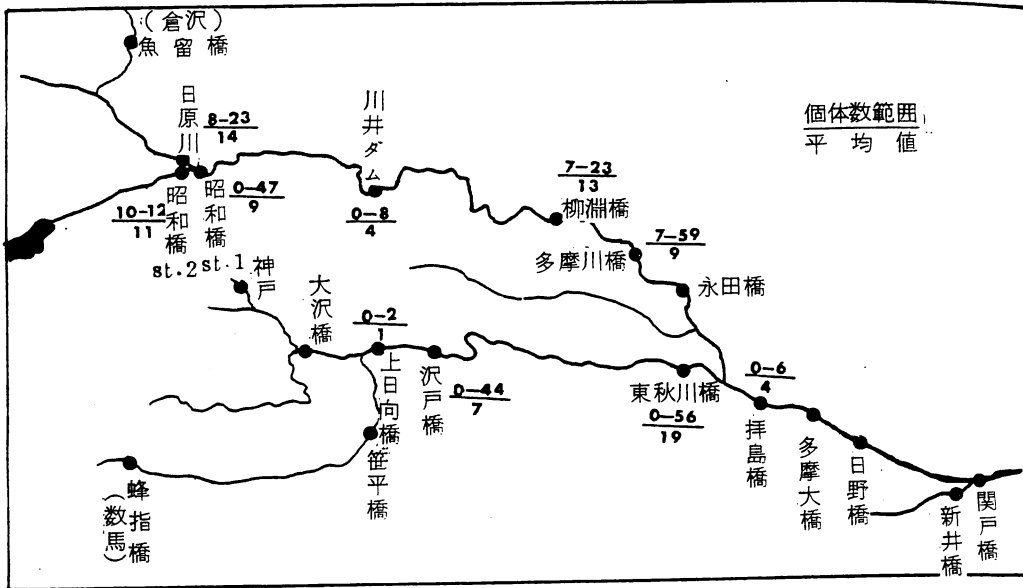 (倉沢)
魚留橋
日原川
8-23
14
川井ダム
個体数範囲
平均値
7-23
13
柳淵橋
10-12
11
昭和橋
st.2
昭和橋
st.1
0-47
9
0-8
4
7-59
9
多摩川橋
永田橋
神戸
大沢橋
0-2
1
上日向橋
沢戸橋
0-44
7
東秋川橋
0-56
19
0-6
4
拝島橋
多摩大橋
日野橋
新井橋
関戸橋
笹平橋
蜂指橋
(数馬)